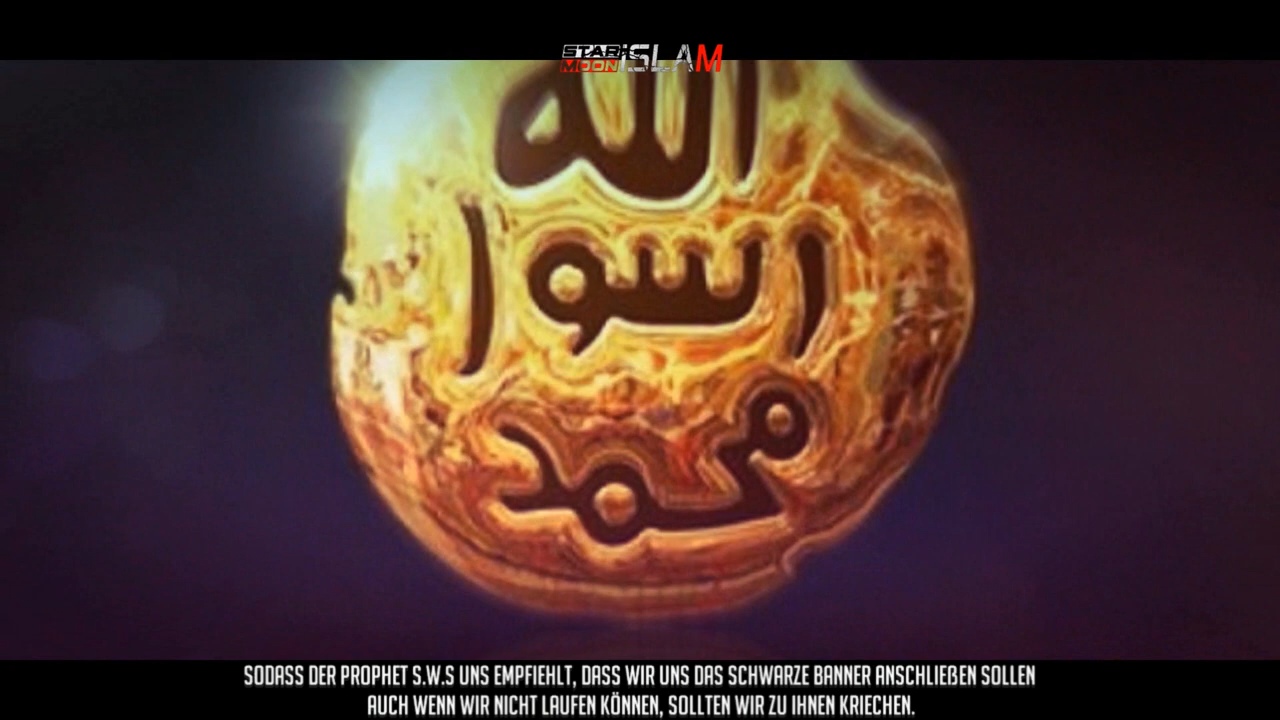 STAR MOON ISLAM
الله
رسول
محمد
SODASS DER PROPHET S.W.S UNS EMPFIEHLT, DASS WIR UNS DAS SCHWARZE BANNER ANSCHLIEßEN SOLLEN
AUCH WENN WIR NICHT LAUFEN KÖNNEN, SOLLTEN WIR ZU IHNEN KRIECHEN.